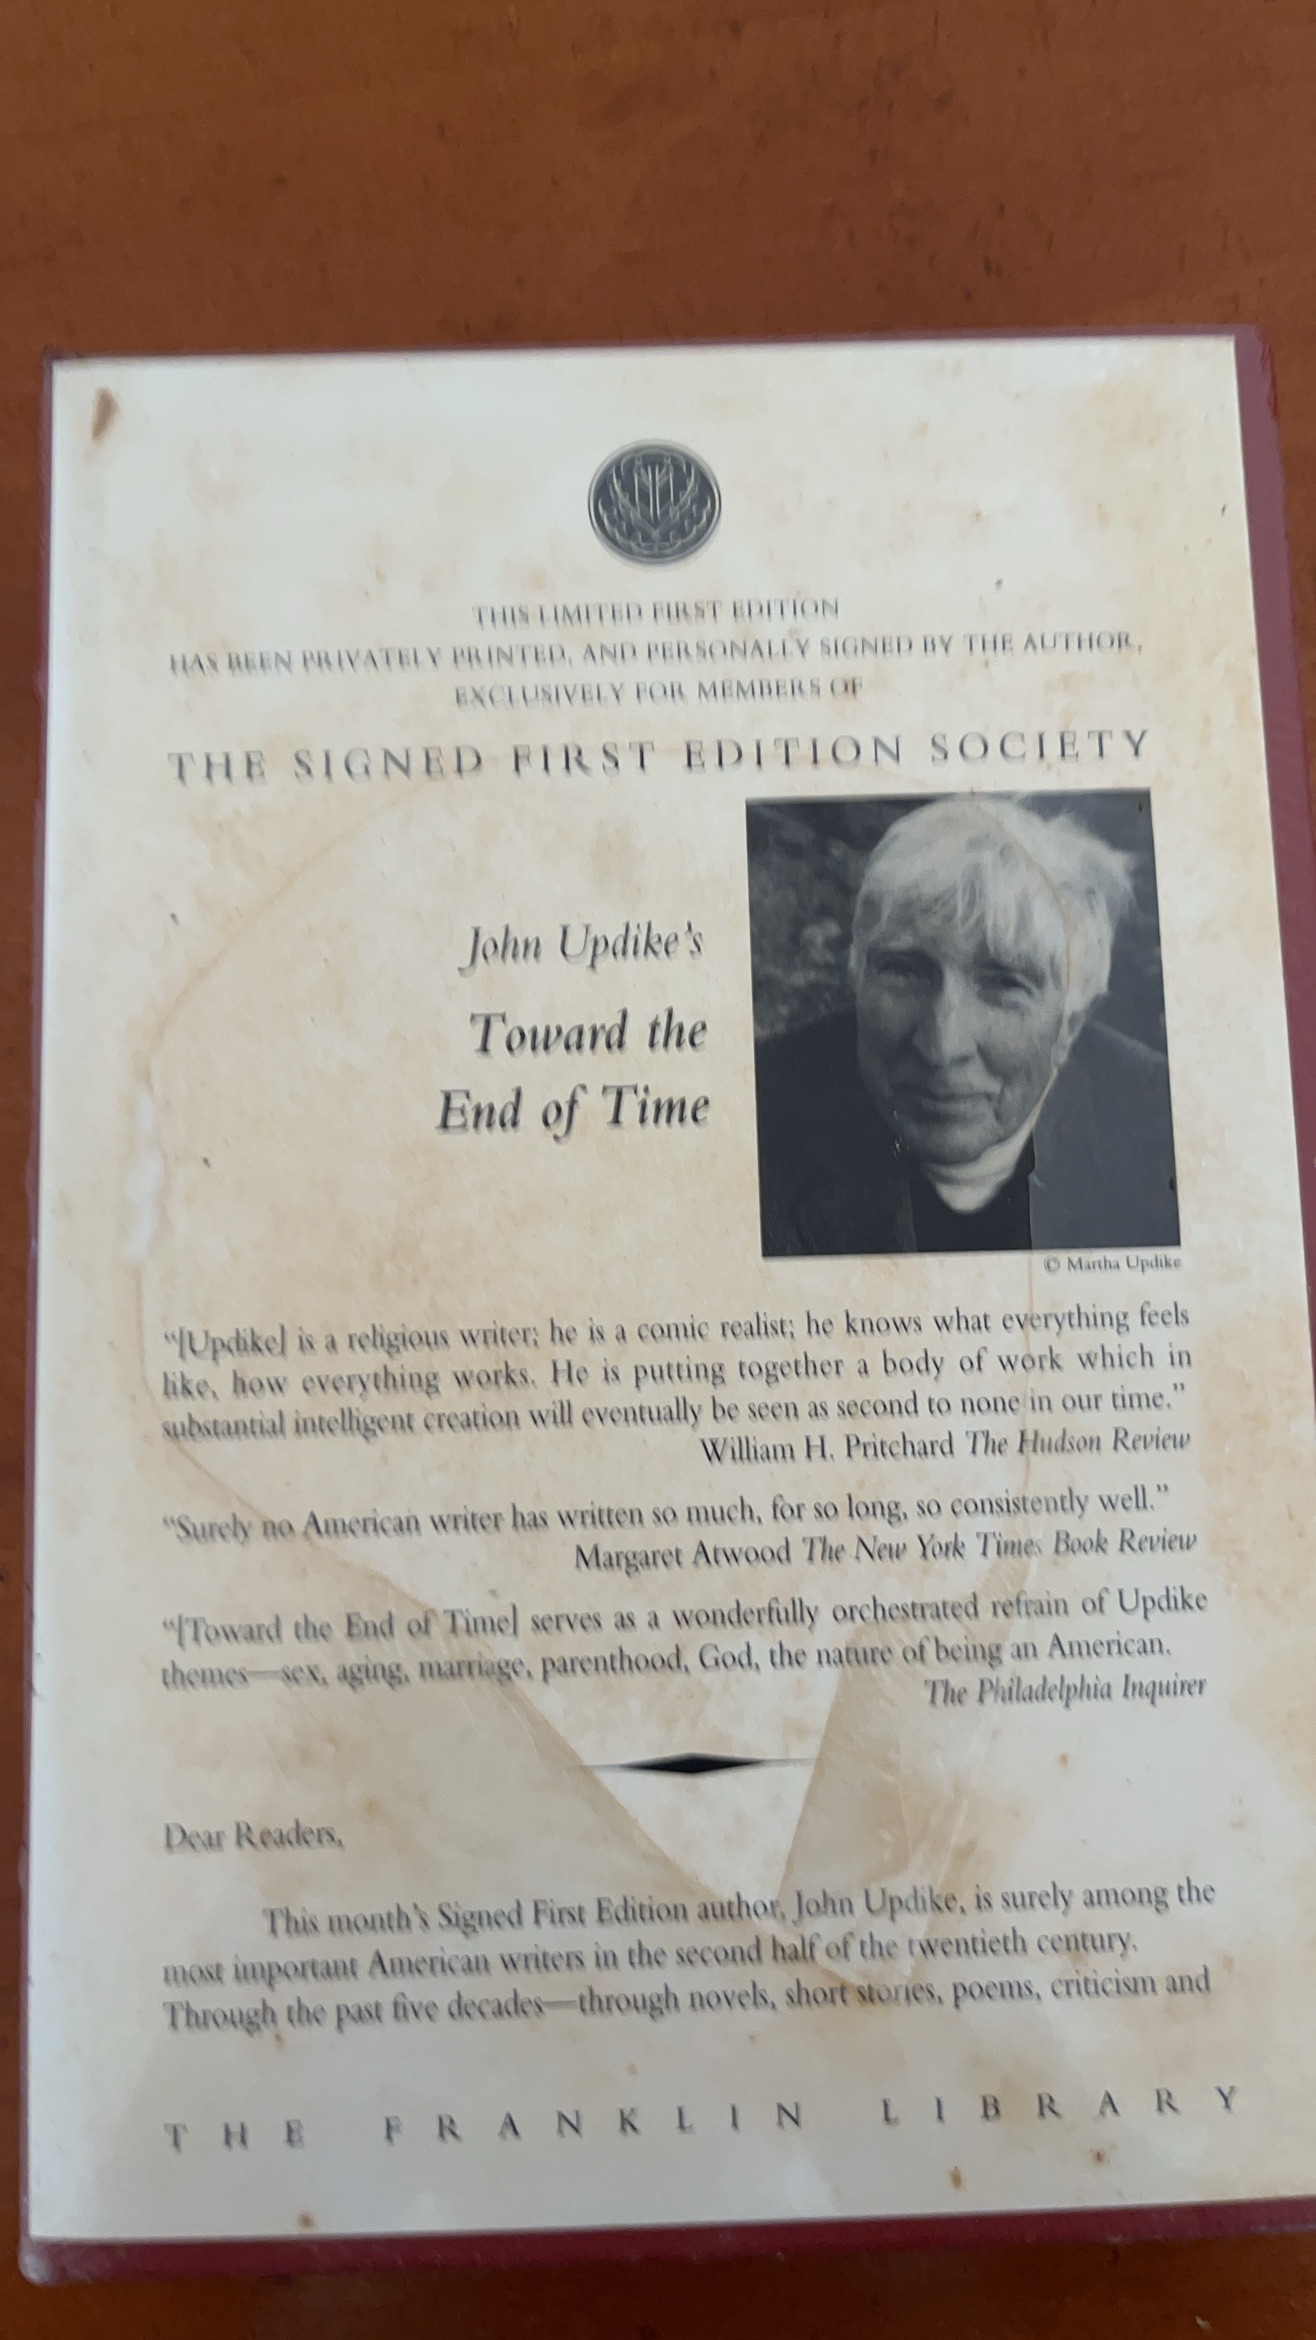 THIS LIMITED FIRST EDITION
HAS BEEN PRIVATELY PRINTED, AND PERSONALLY SIGNED BY THE AUTHOR,
EXCLUSIVELY FOR MEMBERS OF
THE SIGNED FIRST EDITION SOCIETY
John Updike's
Toward the
End of Time
© Martha Updike
“[Updike] is a religious writer; he is a comic realist; he knows what everything feels
like, how everything works. He is putting together a body of work which in
substantial intelligent creation will eventually be seen as second to none in our time.”
William H. Pritchard The Hudson Review
“Surely no American writer has written so much, for so long, so consistently well.”
Margaret Atwood The New York Times Book Review
“[Toward the End of Time] serves as a wonderfully orchestrated refrain of Updike
themes—sex, aging, marriage, parenthood, God, the nature of being an American.
The Philadelphia Inquirer
Dear Readers,
This month's Signed First Edition author, John Updike, is surely among the
most important American writers in the second half of the twentieth century.
Through the past five decades—through novels, short stories, poems, criticism and
THE FRANKLIN LIBRARY